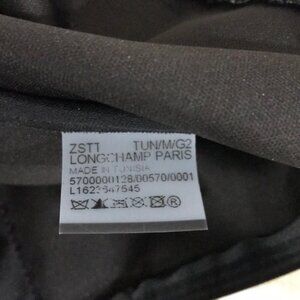 ZSTT TUN/M/G2
LONGCHAMP PARIS
MADE IN TUNISIA
5700000128/00570/0001
L1623647545